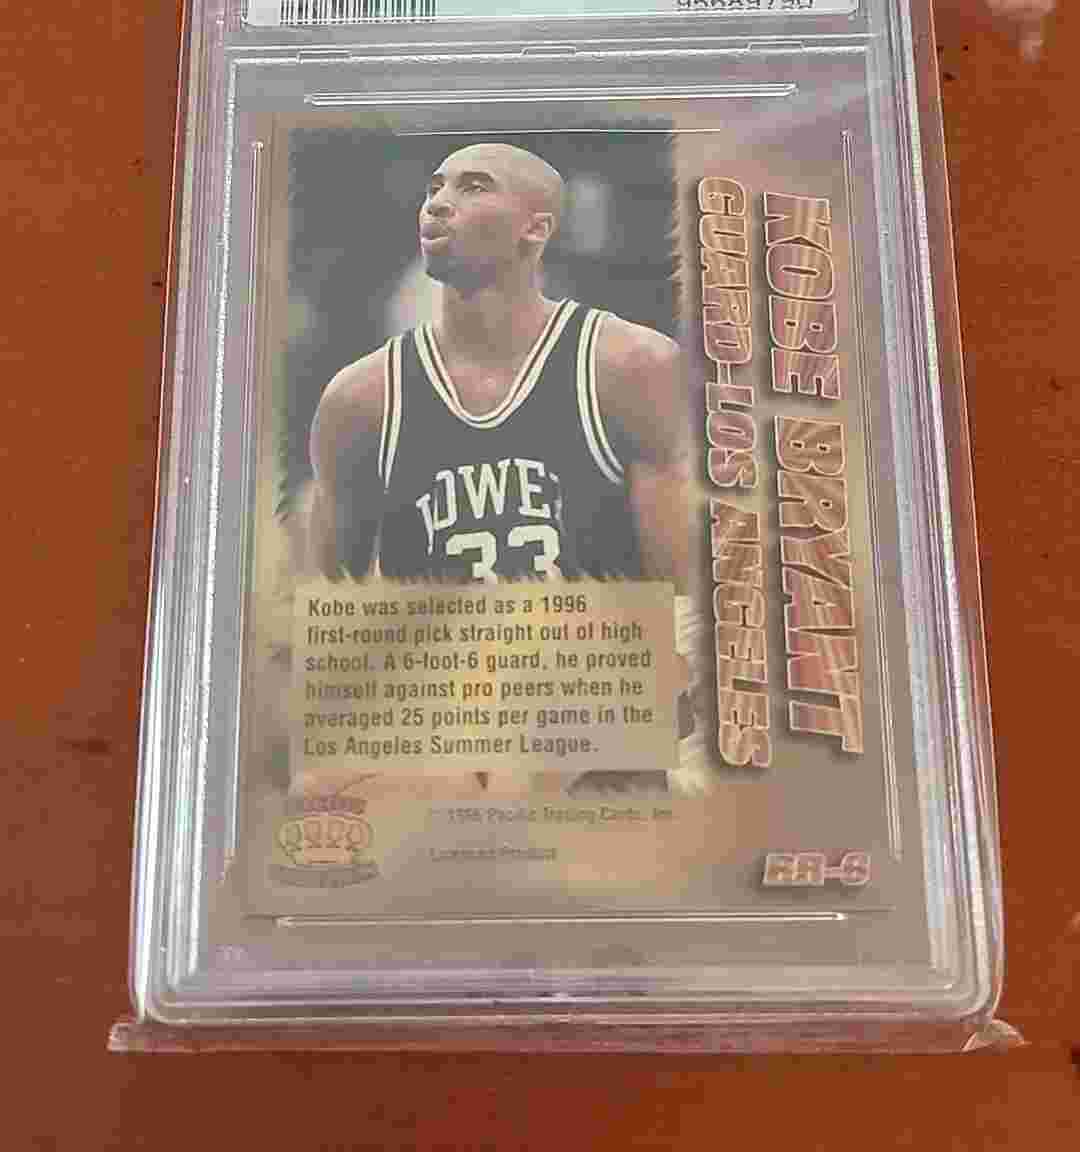 KOBE BRYANT
GUARD-LOS ANGELES
OWE
33
Kobe was selected as a 1996
first-round pick straight out of high
school. A 6-foot-6 guard, he proved
himself against pro peers when he
averaged 25 points per game in the
Los Angeles Summer League.
© 1996 Pacific Trading Cards, Inc.
Licensed Product
RR-6